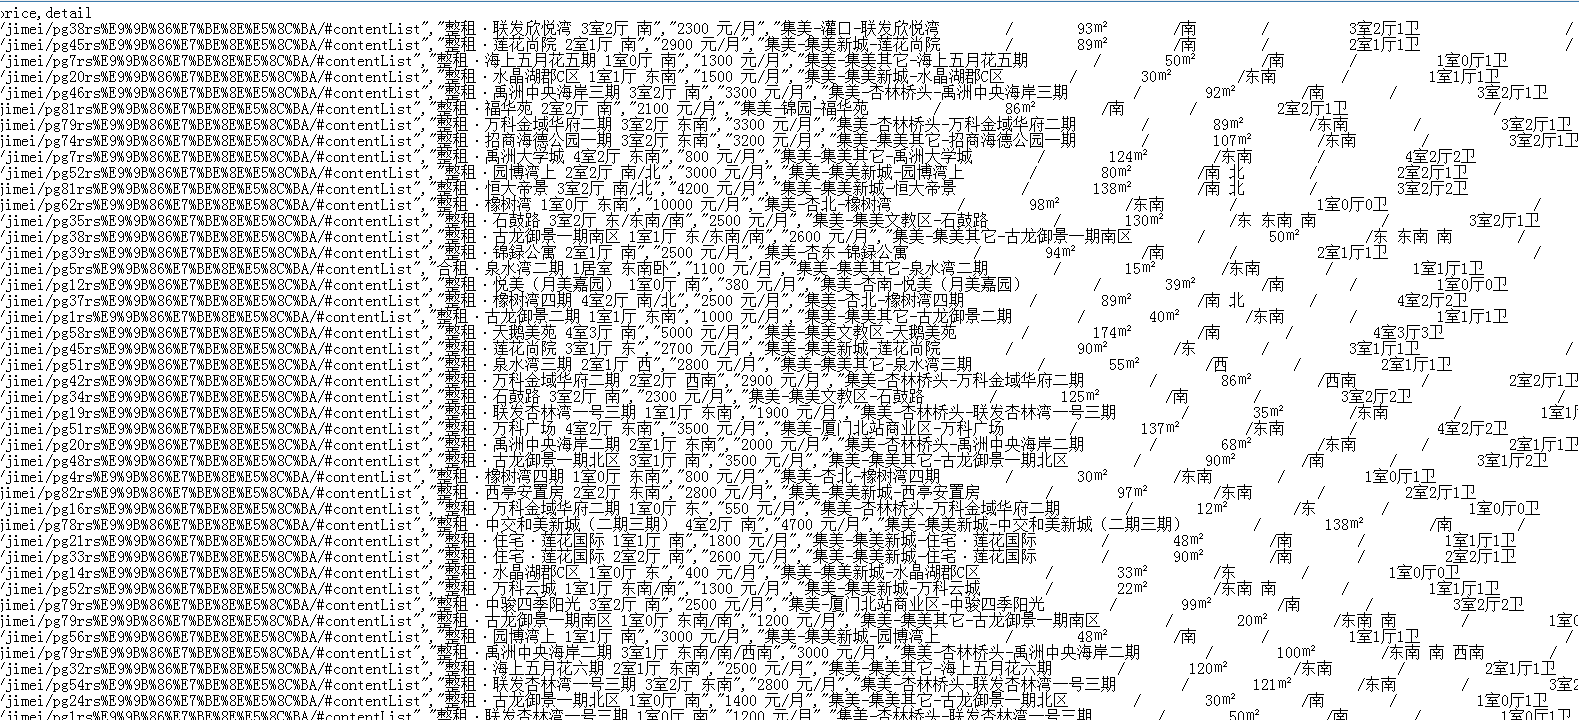 price,detail
/jimei/pg38rs%E9%9B%86%E7%BE%8E%E5%8C%BA/#contentList","整租·联发欣悦湾 3室2厅 南","2300 元/月","集美-灌口-联发欣悦湾 / 93m² /南 / 3室2厅1卫 /
/jimei/pg45rs%E9%9B%86%E7%BE%8E%E5%8C%BA/#contentList","整租·莲花尚院 2室1厅 南","2900 元/月","集美-集美新城-莲花尚院 / 89m² /南 / 2室1厅1卫 /
/jimei/pg7rs%E9%9B%86%E7%BE%8E%E5%8C%BA/#contentList","整租·海上五月花五期 1室0厅 南","1300 元/月","集美-集美其它-海上五月花五期 / 50m² /南 / 1室0厅1卫
/jimei/pg20rs%E9%9B%86%E7%BE%8E%E5%8C%BA/#contentList","整租·水晶湖郡C区 1室1厅 东南","1500 元/月","集美-集美新城-水晶湖郡C区 / 30m² /东南 / 1室1厅1卫
/jimei/pg46rs%E9%9B%86%E7%BE%8E%E5%8C%BA/#contentList","整租·禹洲中央海岸三期 3室2厅 南","3300 元/月","集美-杏林桥头-禹洲中央海岸三期 / 92m² /南 / 3室2厅1卫
jimei/pg81rs%E9%9B%86%E7%BE%8E%E5%8C%BA/#contentList","整租·福华苑 2室2厅 南","2100 元/月","集美-锦园-福华苑 / 86m² /南 / 2室2厅1卫 /
/jimei/pg79rs%E9%9B%86%E7%BE%8E%E5%8C%BA/#contentList","整租·万科金域华府二期 3室2厅 东南","3300 元/月","集美-杏林桥头-万科金域华府二期 / 89m² /东南 / 3室2厅1卫
/jimei/pg74rs%E9%9B%86%E7%BE%8E%E5%8C%BA/#contentList","整租·招商海德公园一期 3室2厅 东南","3200 元/月","集美-集美其它-招商海德公园一期 / 107m² /东南 / 3室2厅1卫
/jimei/pg7rs%E9%9B%86%E7%BE%8E%E5%8C%BA/#contentList","整租·禹洲大学城 4室2厅 东南","800 元/月","集美-集美其它-禹洲大学城 / 124m² /东南 / 4室2厅1卫
/jimei/pg52rs%E9%9B%86%E7%BE%8E%E5%8C%BA/#contentList","整租·园博湾上 2室2厅 南/北","3000 元/月","集美-集美新城-园博湾上 / 80m² /南 北 / 2室2厅1卫
jimei/pg81rs%E9%9B%86%E7%BE%8E%E5%8C%BA/#contentList","整租·恒大帝景 3室2厅 南/北","4200 元/月","集美-集美新城-恒大帝景 / 138m² /南 北 / 3室2厅2卫
jimei/pg62rs%E9%9B%86%E7%BE%8E%E5%8C%BA/#contentList","整租·橡树湾 1室0厅 东南","10000 元/月","集美-杏北-橡树湾 / 98m² /东南 / 1室0厅0卫 /
/jimei/pg35rs%E9%9B%86%E7%BE%8E%E5%8C%BA/#contentList","整租·石鼓路 3室2厅 东/东南/南","2500 元/月","集美-集美文教区-石鼓路 / 130m² /东 东南 南 / 3室2厅1卫
/jimei/pg38rs%E9%9B%86%E7%BE%8E%E5%8C%BA/#contentList","整租·古龙御景一期南区 1室1厅 东/东南/南","2600 元/月","集美-集美其它-古龙御景一期南区 / 50m² /东 东南 南 /
/jimei/pg39rs%E9%9B%86%E7%BE%8E%E5%8C%BA/#contentList","整租·锦録公寓 2室1厅 南","2500 元/月","集美-杏东-锦録公寓 / 94m² /南 / 2室1厅1卫 /
/jimei/pg5rs%E9%9B%86%E7%BE%8E%E5%8C%BA/#contentList","合租·泉水湾二期 1居室 东南卧","1100 元/月","集美-集美其它-泉水湾二期 / 15m² /东南 / 1室1厅1卫
jimei/pg12rs%E9%9B%86%E7%BE%8E%E5%8C%BA/#contentList","整租·悦美（月美嘉园） 1室0厅 南","380 元/月","集美-杏南-悦美（月美嘉园） / 39m² /南 / 1室0厅0卫
/jimei/pg37rs%E9%9B%86%E7%BE%8E%E5%8C%BA/#contentList","整租·橡树湾四期 4室2厅 南/北","2500 元/月","集美-杏北-橡树湾四期 / 89m² /南 北 / 4室2厅2卫
/jimei/pg1rs%E9%9B%86%E7%BE%8E%E5%8C%BA/#contentList","整租·古龙御景二期 1室1厅 东南","1000 元/月","集美-集美其它-古龙御景二期 / 40m² /东南 / 1室1厅1卫
/jimei/pg58rs%E9%9B%86%E7%BE%8E%E5%8C%BA/#contentList","整租·天鹅美苑 4室3厅 南","5000 元/月","集美-集美文教区-天鹅美苑 / 174m² /南 / 4室3厅3卫
/jimei/pg45rs%E9%9B%86%E7%BE%8E%E5%8C%BA/#contentList","整租·莲花尚院 3室1厅 东","2700 元/月","集美-集美新城-莲花尚院 / 90m² /东 / 3室1厅1卫 /
/jimei/pg51rs%E9%9B%86%E7%BE%8E%E5%8C%BA/#contentList","整租·泉水湾三期 2室1厅 西","2800 元/月","集美-集美其它-泉水湾三期 / 55m² /西 / 2室1厅1卫
/jimei/pg42rs%E9%9B%86%E7%BE%8E%E5%8C%BA/#contentList","整租·万科金域华府二期 2室2厅 西南","2900 元/月","集美-杏林桥头-万科金域华府二期 / 86m² /西南 / 2室2厅1卫
/jimei/pg34rs%E9%9B%86%E7%BE%8E%E5%8C%BA/#contentList","整租·石鼓路 3室2厅 南","2300 元/月","集美-集美文教区-石鼓路 / 125m² /南 / 3室2厅2卫 /
/jimei/pg19rs%E9%9B%86%E7%BE%8E%E5%8C%BA/#contentList","整租·联发杏林湾一号三期 1室1厅 东南","1900 元/月","集美-杏林桥头-联发杏林湾一号三期 / 35m² /东南 / 1室1
/jimei/pg51rs%E9%9B%86%E7%BE%8E%E5%8C%BA/#contentList","整租·万科广场 4室2厅 东南","3500 元/月","集美-厦门北站商业区-万科广场 / 137m² /东南 / 4室2厅2卫
/jimei/pg20rs%E9%9B%86%E7%BE%8E%E5%8C%BA/#contentList","整租·禹洲中央海岸二期 2室1厅 东南","2000 元/月","集美-杏林桥头-禹洲中央海岸二期 / 68m² /东南 / 2室1厅1卫
/jimei/pg48rs%E9%9B%86%E7%BE%8E%E5%8C%BA/#contentList","整租·古龙御景一期北区 3室1厅 南","3500 元/月","集美-集美其它-古龙御景一期北区 / 90m² /南 / 3室1厅2卫
/jimei/pg4rs%E9%9B%86%E7%BE%8E%E5%8C%BA/#contentList","整租·橡树湾四期 1室0厅 东南","800 元/月","集美-杏北-橡树湾四期 / 30m² /东南 / 1室0厅1卫
jimei/pg82rs%E9%9B%86%E7%BE%8E%E5%8C%BA/#contentList","整租·西亭安置房 2室2厅 东南","2800 元/月","集美-集美新城-西亭安置房 / 97m² /东南 / 2室2厅1卫
/jimei/pg16rs%E9%9B%86%E7%BE%8E%E5%8C%BA/#contentList","整租·万科金域华府二期 1室0厅 东","550 元/月","集美-杏林桥头-万科金域华府二期 / 12m² /东 / 1室0厅1卫
jimei/pg78rs%E9%9B%86%E7%BE%8E%E5%8C%BA/#contentList","整租·中交和美新城（二期三期） 4室2厅 南","4700 元/月","集美-集美新城-中交和美新城（二期三期） / 138m² /南 /
/jimei/pg21rs%E9%9B%86%E7%BE%8E%E5%8C%BA/#contentList","整租·住宅·莲花国际 1室1厅 南","1800 元/月","集美-集美新城-住宅·莲花国际 / 48m² /南 / 1室1厅1卫
/jimei/pg33rs%E9%9B%86%E7%BE%8E%E5%8C%BA/#contentList","整租·住宅·莲花国际 2室2厅 南","2600 元/月","集美-集美新城-住宅·莲花国际 / 90m² /南 / 2室2厅1卫
/jimei/pg14rs%E9%9B%86%E7%BE%8E%E5%8C%BA/#contentList","整租·水晶湖郡C区 1室0厅 东","400 元/月","集美-集美新城-水晶湖郡C区 / 33m² /东 / 1室0厅0卫
/jimei/pg52rs%E9%9B%86%E7%BE%8E%E5%8C%BA/#contentList","整租·万科云城 1室1厅 东南/南","1300 元/月","集美-集美新城-万科云城 / 22m² /东南 南 / 1室1厅1卫
jimei/pg79rs%E9%9B%86%E7%BE%8E%E5%8C%BA/#contentList","整租·中骏四季阳光 3室2厅 南","2500 元/月","集美-厦门北站商业区-中骏四季阳光 / 99m² /南 / 3室2厅2卫
/jimei/pg79rs%E9%9B%86%E7%BE%8E%E5%8C%BA/#contentList","整租·古龙御景一期南区 1室0厅 东南/南","1200 元/月","集美-集美其它-古龙御景一期南区 / 20m² /东南 南 / 1室0
/jimei/pg56rs%E9%9B%86%E7%BE%8E%E5%8C%BA/#contentList","整租·园博湾上 1室1厅 南","3000 元/月","集美-集美新城-园博湾上 / 48m² /南 / 1室1厅1卫 /
/jimei/pg79rs%E9%9B%86%E7%BE%8E%E5%8C%BA/#contentList","整租·禹洲中央海岸二期 3室1厅 东南/南/西南","3000 元/月","集美-杏林桥头-禹洲中央海岸二期 / 100m² /东南 南 西南 /
/jimei/pg32rs%E9%9B%86%E7%BE%8E%E5%8C%BA/#contentList","整租·海上五月花六期 2室1厅 东南","2500 元/月","集美-集美其它-海上五月花六期 / 120m² /东南 / 2室1厅1卫
/jimei/pg54rs%E9%9B%86%E7%BE%8E%E5%8C%BA/#contentList","整租·联发杏林湾一号三期 3室2厅 东南","2800 元/月","集美-杏林桥头-联发杏林湾一号三期 / 121m² /东南 / 3室2
/jimei/pg24rs%E9%9B%86%E7%BE%8E%E5%8C%BA/#contentList","整租·古龙御景一期北区 1室0厅 南","1400 元/月","集美-集美其它-古龙御景一期北区 / 30m² /南 / 1室0厅1卫
/jimei/pg1rs%E9%9B%86%E7%BE%8E%E5%8C%BA/#contentList","整租·联发杏林湾一号三期 1室0厅 南","1200 元/月","集美-杏林桥头-联发杏林湾一号三期 / 50m² /南 / 1室0